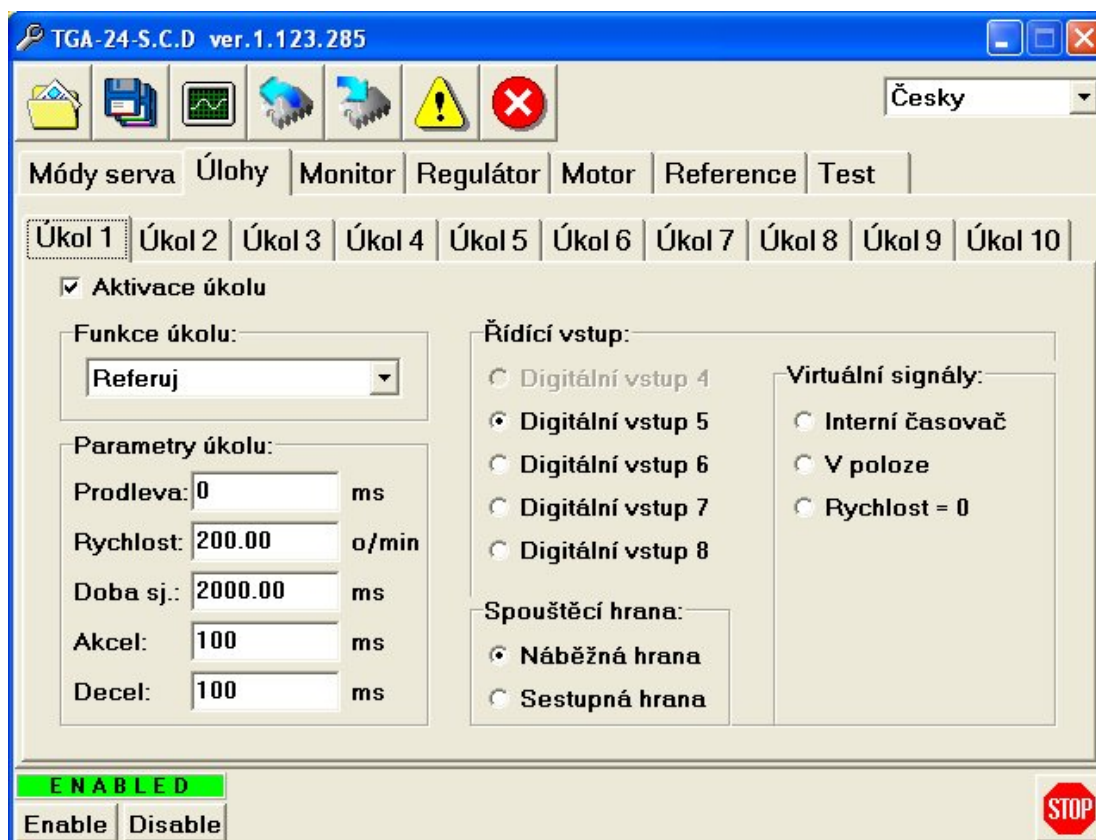 TGA-24-S.C.D ver.1.123.285
Česky
Módy serva Úlohy Monitor Regulátor Motor Reference Test
Úkol 1 Úkol 2 Úkol 3 Úkol 4 Úkol 5 Úkol 6 Úkol 7 Úkol 8 Úkol 9 Úkol 10
Aktivace úkolu
Funkce úkolu:
Referuj
Parametry úkolu:
Prodleva: 0 ms
Rychlost: 200.00 o/min
Doba sj.: 2000.00 ms
Akcel: 100 ms
Decel: 100 ms
Řídící vstup:
Digitální vstup 4
Digitální vstup 5
Digitální vstup 6
Digitální vstup 7
Digitální vstup 8
Virtuální signály:
Interní časovač
V poloze
Rychlost = 0
Spouštěcí hrana:
Náběžná hrana
Sestupná hrana
ENABLED
Enable Disable
STOP